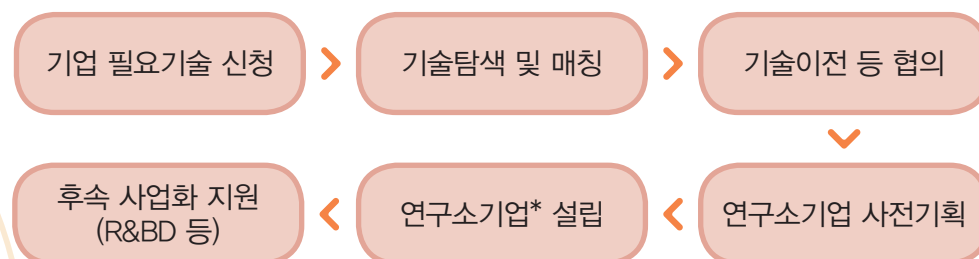 기업 필요기술 신청
기술탐색 및 매칭
기술이전 등 협의
연구소기업 사전기획
연구소기업* 설립
후속 사업화 지원
(R&BD 등)